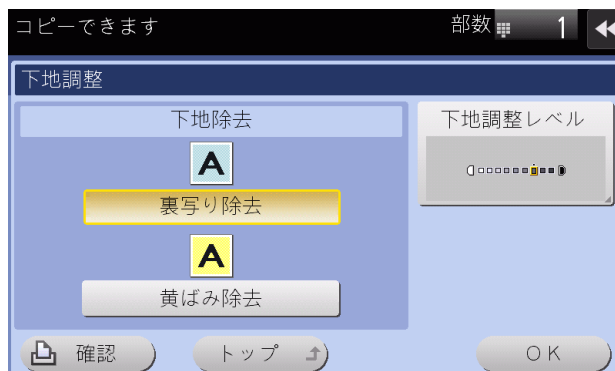 コピーできます 部数 1
下地調整
下地除去
A
裏写り除去
A
黄ばみ除去
下地調整レベル
確認 トップ OK